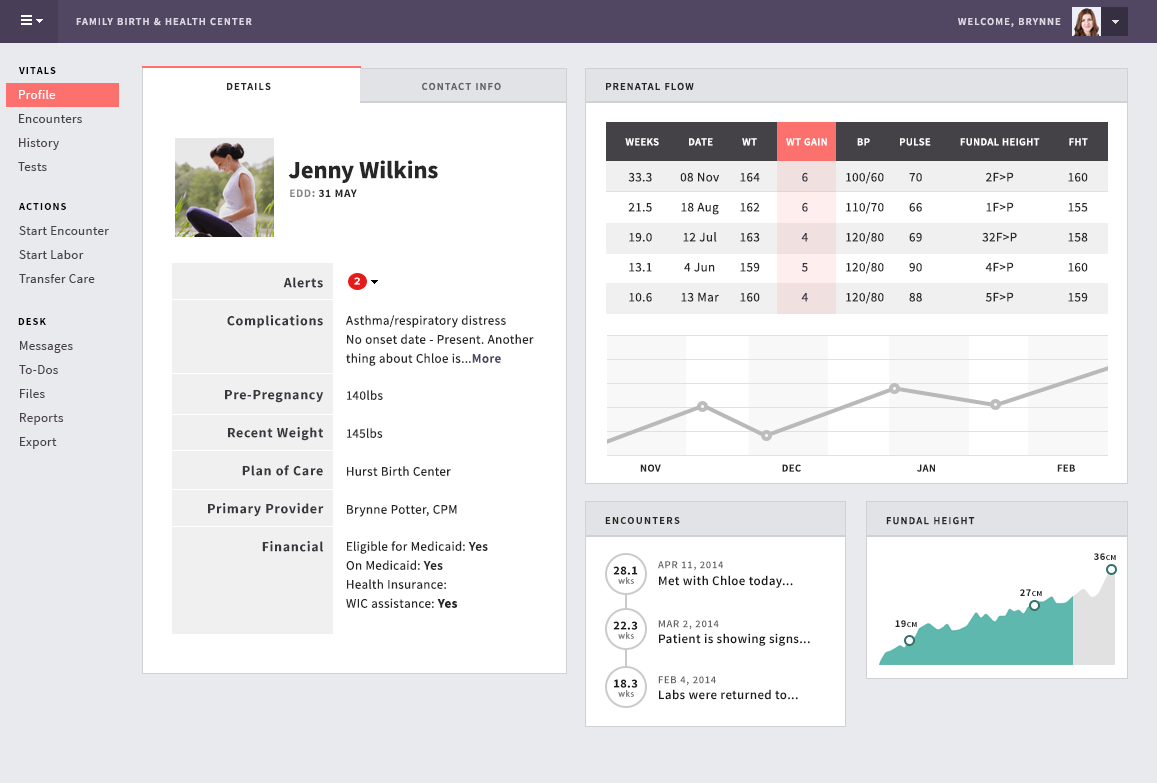 FAMILY BIRTH & HEALTH CENTER
WELCOME, BRYNNE
VITALS
Profile
Encounters
History
Tests
ACTIONS
Start Encounter
Start Labor
Transfer Care
DESK
Messages
To-Dos
Files
Reports
Export
DETAILS
CONTACT INFO
Jenny Wilkins
EDD: 31 MAY
Alerts 2
Complications Asthma/respiratory distress
No onset date - Present. Another
thing about Chloe is...More
Pre-Pregnancy 140lbs
Recent Weight 145lbs
Plan of Care Hurst Birth Center
Primary Provider Brynne Potter, CPM
Financial Eligible for Medicaid: Yes
On Medicaid: Yes
Health Insurance:
WIC assistance: Yes
PRENATAL FLOW
WEEKS DATE WT WT GAIN BP PULSE FUNDAL HEIGHT FHT
33.3 08 Nov 164 6 100/60 70 2F>P 160
21.5 18 Aug 162 6 110/70 66 1F>P 155
19.0 12 Jul 163 4 120/80 69 32F>P 158
13.1 4 Jun 159 5 120/80 90 4F>P 160
10.6 13 Mar 160 4 120/80 88 5F>P 159
NOV DEC JAN FEB
ENCOUNTERS
28.1 wks
APR 11, 2014
Met with Chloe today...
22.3 wks
MAR 2, 2014
Patient is showing signs...
18.3 wks
FEB 4, 2014
Labs were returned to...
FUNDAL HEIGHT
19CM
27CM
36CM